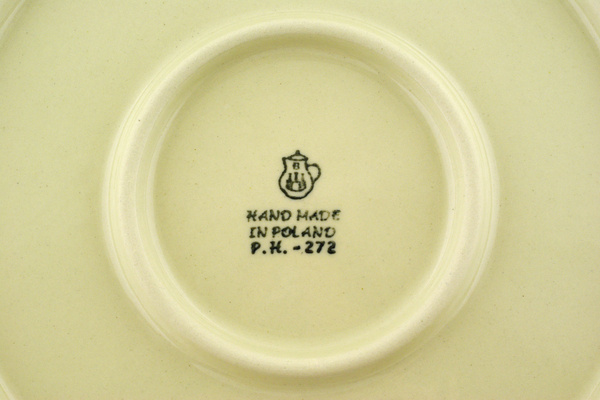 HAND MADE
IN POLAND
P.H. - 272